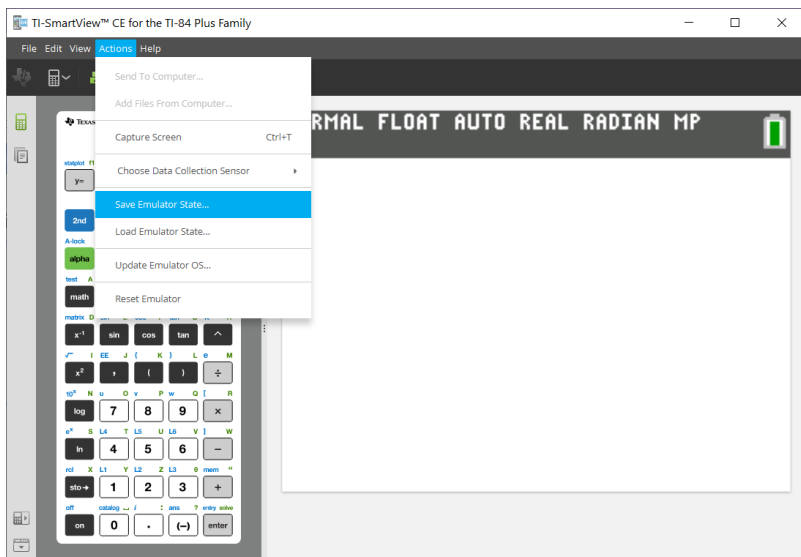 TI-SmartView™ CE for the TI-84 Plus Family
File Edit View Actions Help
Send To Computer...
Add Files From Computer...
Capture Screen Ctrl+T
Choose Data Collection Sensor
Save Emulator State...
Load Emulator State...
Update Emulator OS...
Reset Emulator
RMAL FLOAT AUTO REAL RADIAN MP
TEXAS
statplot f1
y=
2nd
A-lock
alpha
test A
math
matrix D
x⁻¹ sin cos tan ^
√ I EE J { K } L e M
x² , ( ) ÷
10ˣ N u O v P w Q [ R
log 7 8 9 ×
eˣ S L4 T L5 U L6 V ] W
ln 4 5 6 −
rcl X L1 Y L2 Z L3 θ mem "
sto→ 1 2 3 +
off catalog i : ans ? entry solve
on 0 . (−) enter